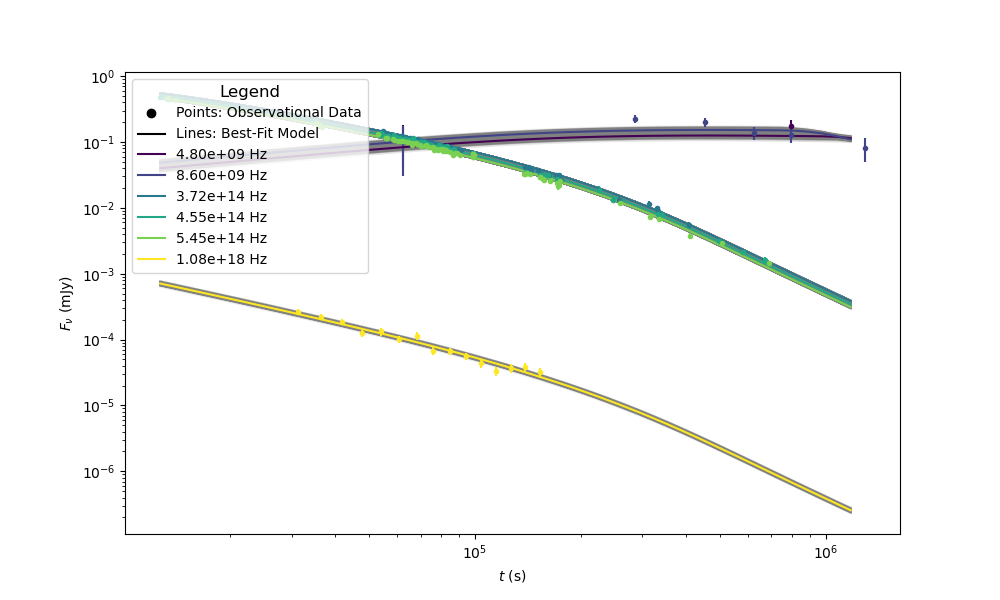 Legend
Points: Observational Data
Lines: Best-Fit Model
4.80e+09 Hz
8.60e+09 Hz
3.72e+14 Hz
4.55e+14 Hz
5.45e+14 Hz
1.08e+18 Hz
10⁰
10⁻¹
10⁻²
10⁻³
10⁻⁴
10⁻⁵
10⁻⁶
Fᵥ (mJy)
10⁵
10⁶
t (s)